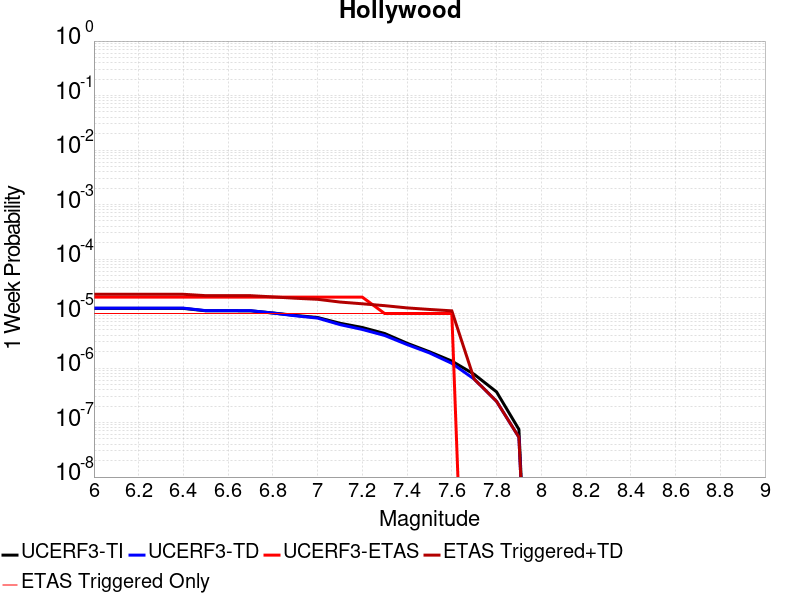 Hollywood
10^0
10^-1
10^-2
10^-3
10^-4
10^-5
10^-6
10^-7
10^-8
1 Week Probability
6 6.2 6.4 6.6 6.8 7 7.2 7.4 7.6 7.8 8 8.2 8.4 8.6 8.8 9
Magnitude
UCERF3-TI UCERF3-TD UCERF3-ETAS ETAS Triggered+TD
ETAS Triggered Only